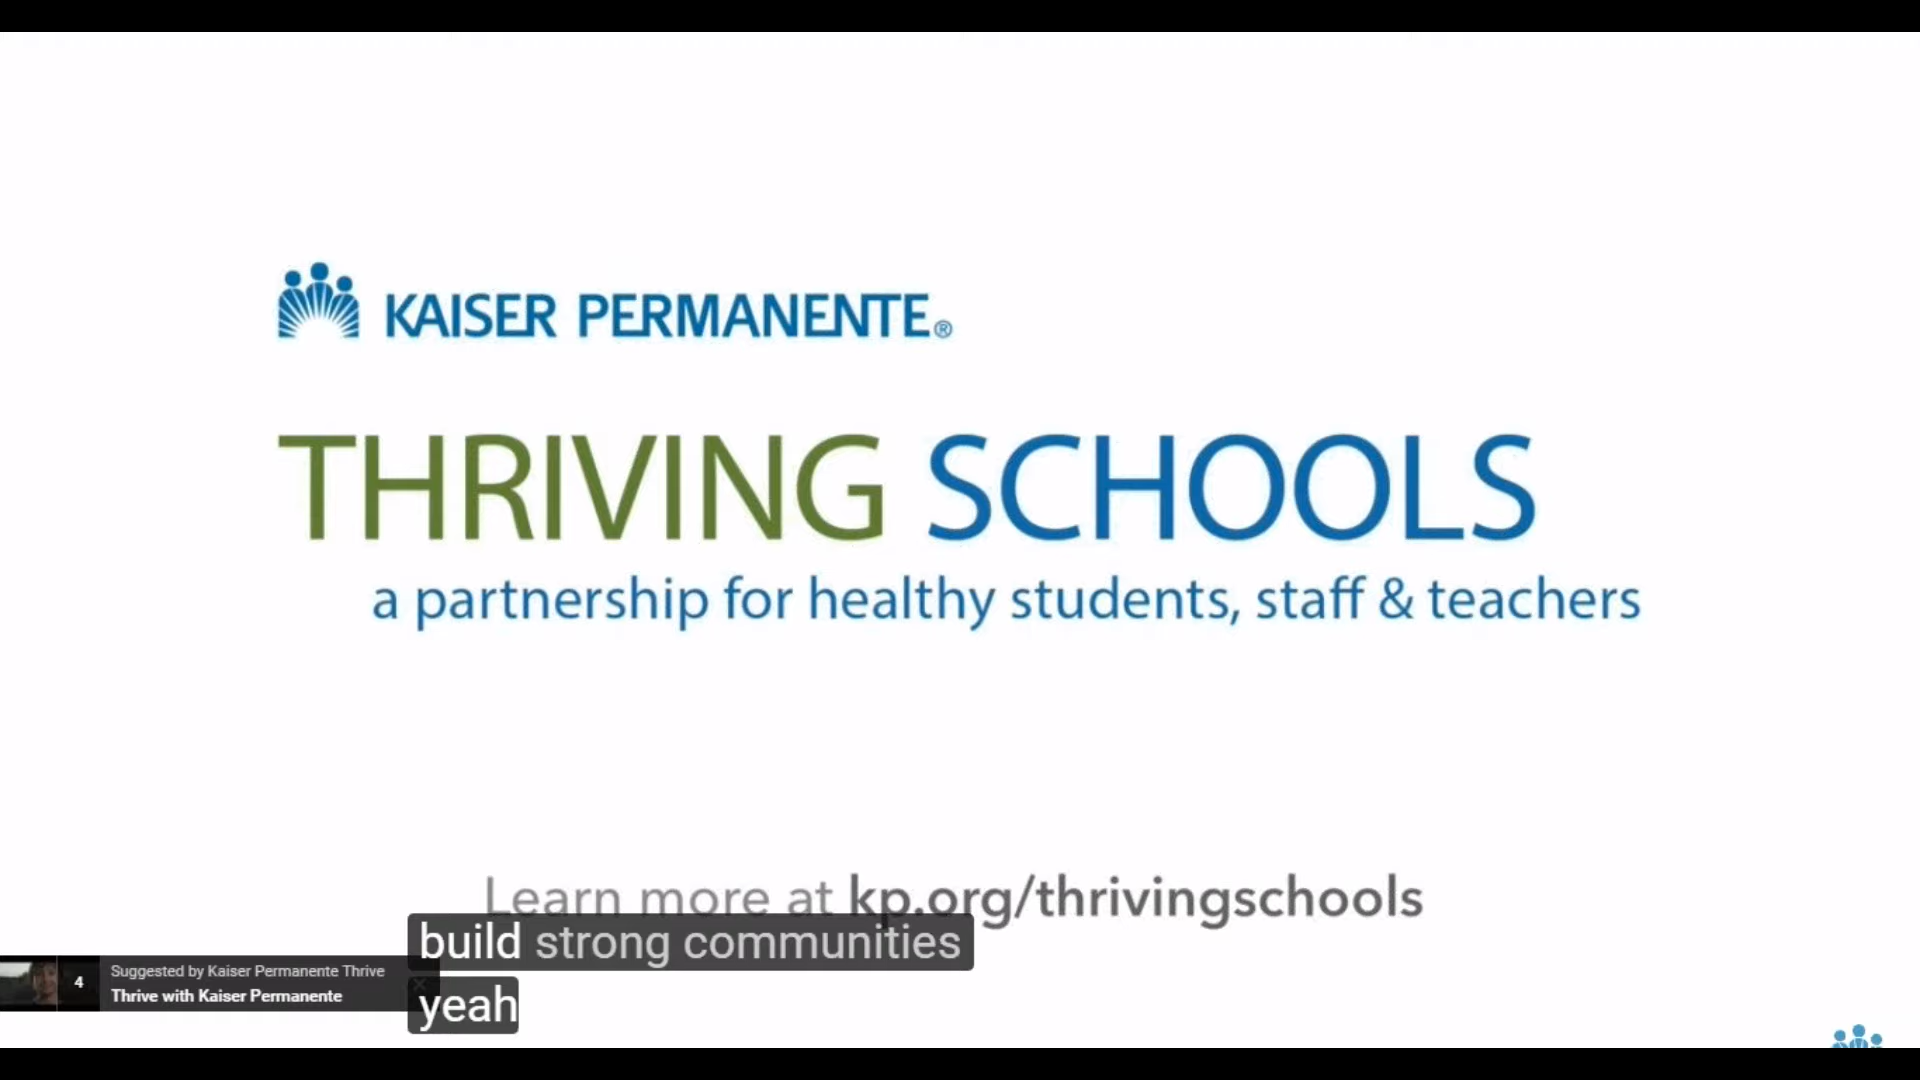 KAISER PERMANENTE®
THRIVING SCHOOLS
a partnership for healthy students, staff & teachers
Learn more at kp.org/thrivingschools
build strong communities
yeah
4
Suggested by Kaiser Permanente Thrive
Thrive with Kaiser Permanente